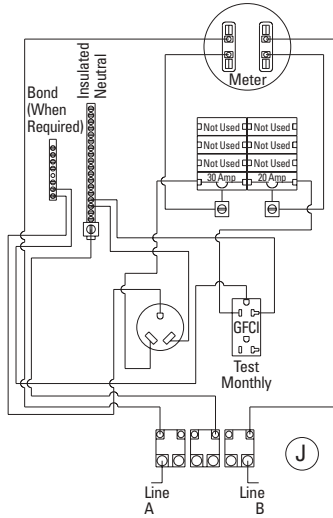 Meter
Insulated
Neutral
Bond
(When
Required)
Not Used Not Used
Not Used Not Used
Not Used Not Used
30 Amp 20 Amp
GFCI
Test
Monthly
J
Line
A
Line
B